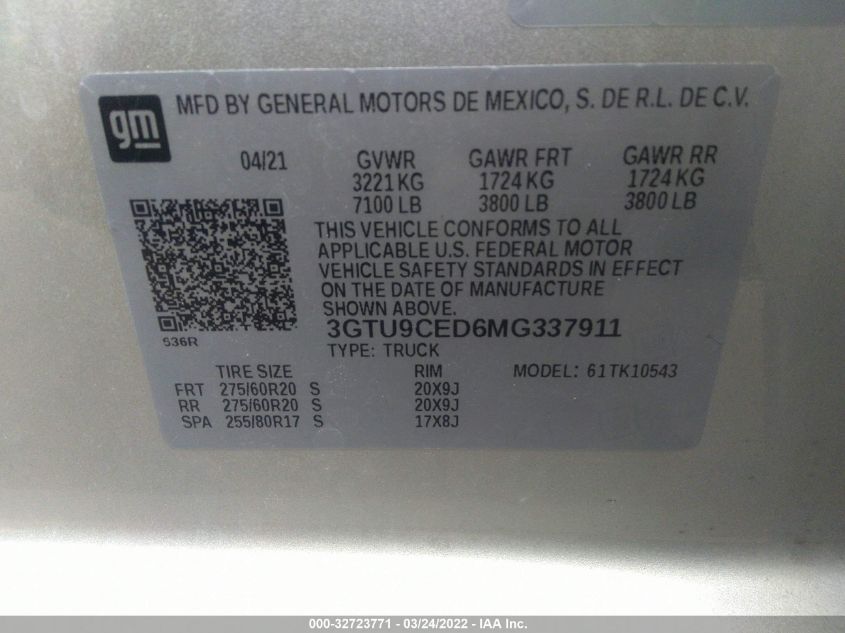 gm MFD BY GENERAL MOTORS DE MEXICO, S. DE R.L. DE C.V.
04/21 GVWR GAWR FRT GAWR RR
3221 KG 1724 KG 1724 KG
7100 LB 3800 LB 3800 LB
THIS VEHICLE CONFORMS TO ALL
APPLICABLE U.S. FEDERAL MOTOR
VEHICLE SAFETY STANDARDS IN EFFECT
ON THE DATE OF MANUFACTURE
SHOWN ABOVE.
3GTU9CED6MG337911
TYPE: TRUCK
TIRE SIZE RIM MODEL: 61TK10543
FRT 275/60R20 S 20X9J
RR 275/60R20 S 20X9J
SPA 255/80R17 S 17X8J
000-32723771 - 03/24/2022 - IAA Inc.